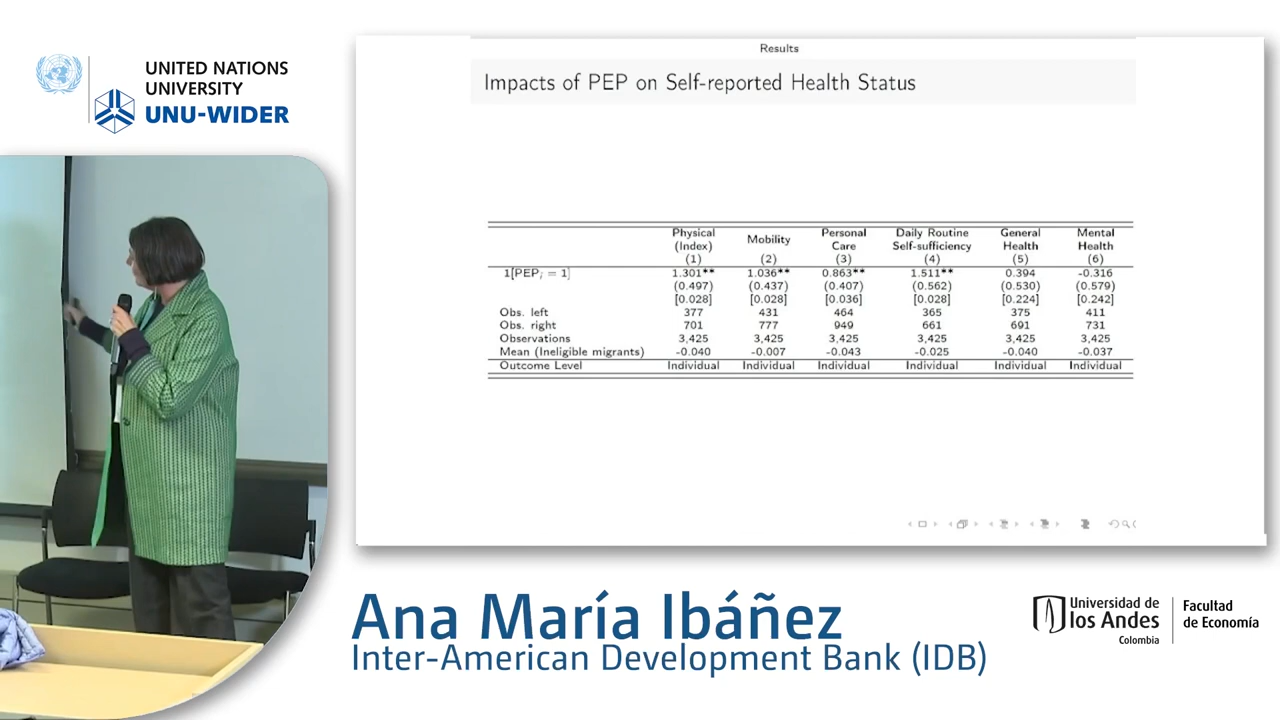 UNITED NATIONS
UNIVERSITY
UNU-WIDER
Results
Impacts of PEP on Self-reported Health Status
Physical (Index) Mobility Personal Care Daily Routine Self-sufficiency General Health Mental Health
(1) (2) (3) (4) (5) (6)
1[PEPᵢ = 1] 1.301** 1.036** 0.863** 1.511** 0.394 -0.316
(0.497) (0.437) (0.407) (0.562) (0.530) (0.579)
[0.028] [0.028] [0.036] [0.028] [0.224] [0.242]
Obs. left 377 431 464 365 375 411
Obs. right 701 777 949 661 691 731
Observations 3,425 3,425 3,425 3,425 3,425 3,425
Mean (Ineligible migrants) -0.040 -0.007 -0.043 -0.025 -0.040 -0.037
Outcome Level Individual Individual Individual Individual Individual Individual
Ana María Ibáñez
Inter-American Development Bank (IDB)
Universidad de
los Andes
Colombia
Facultad
de Economía